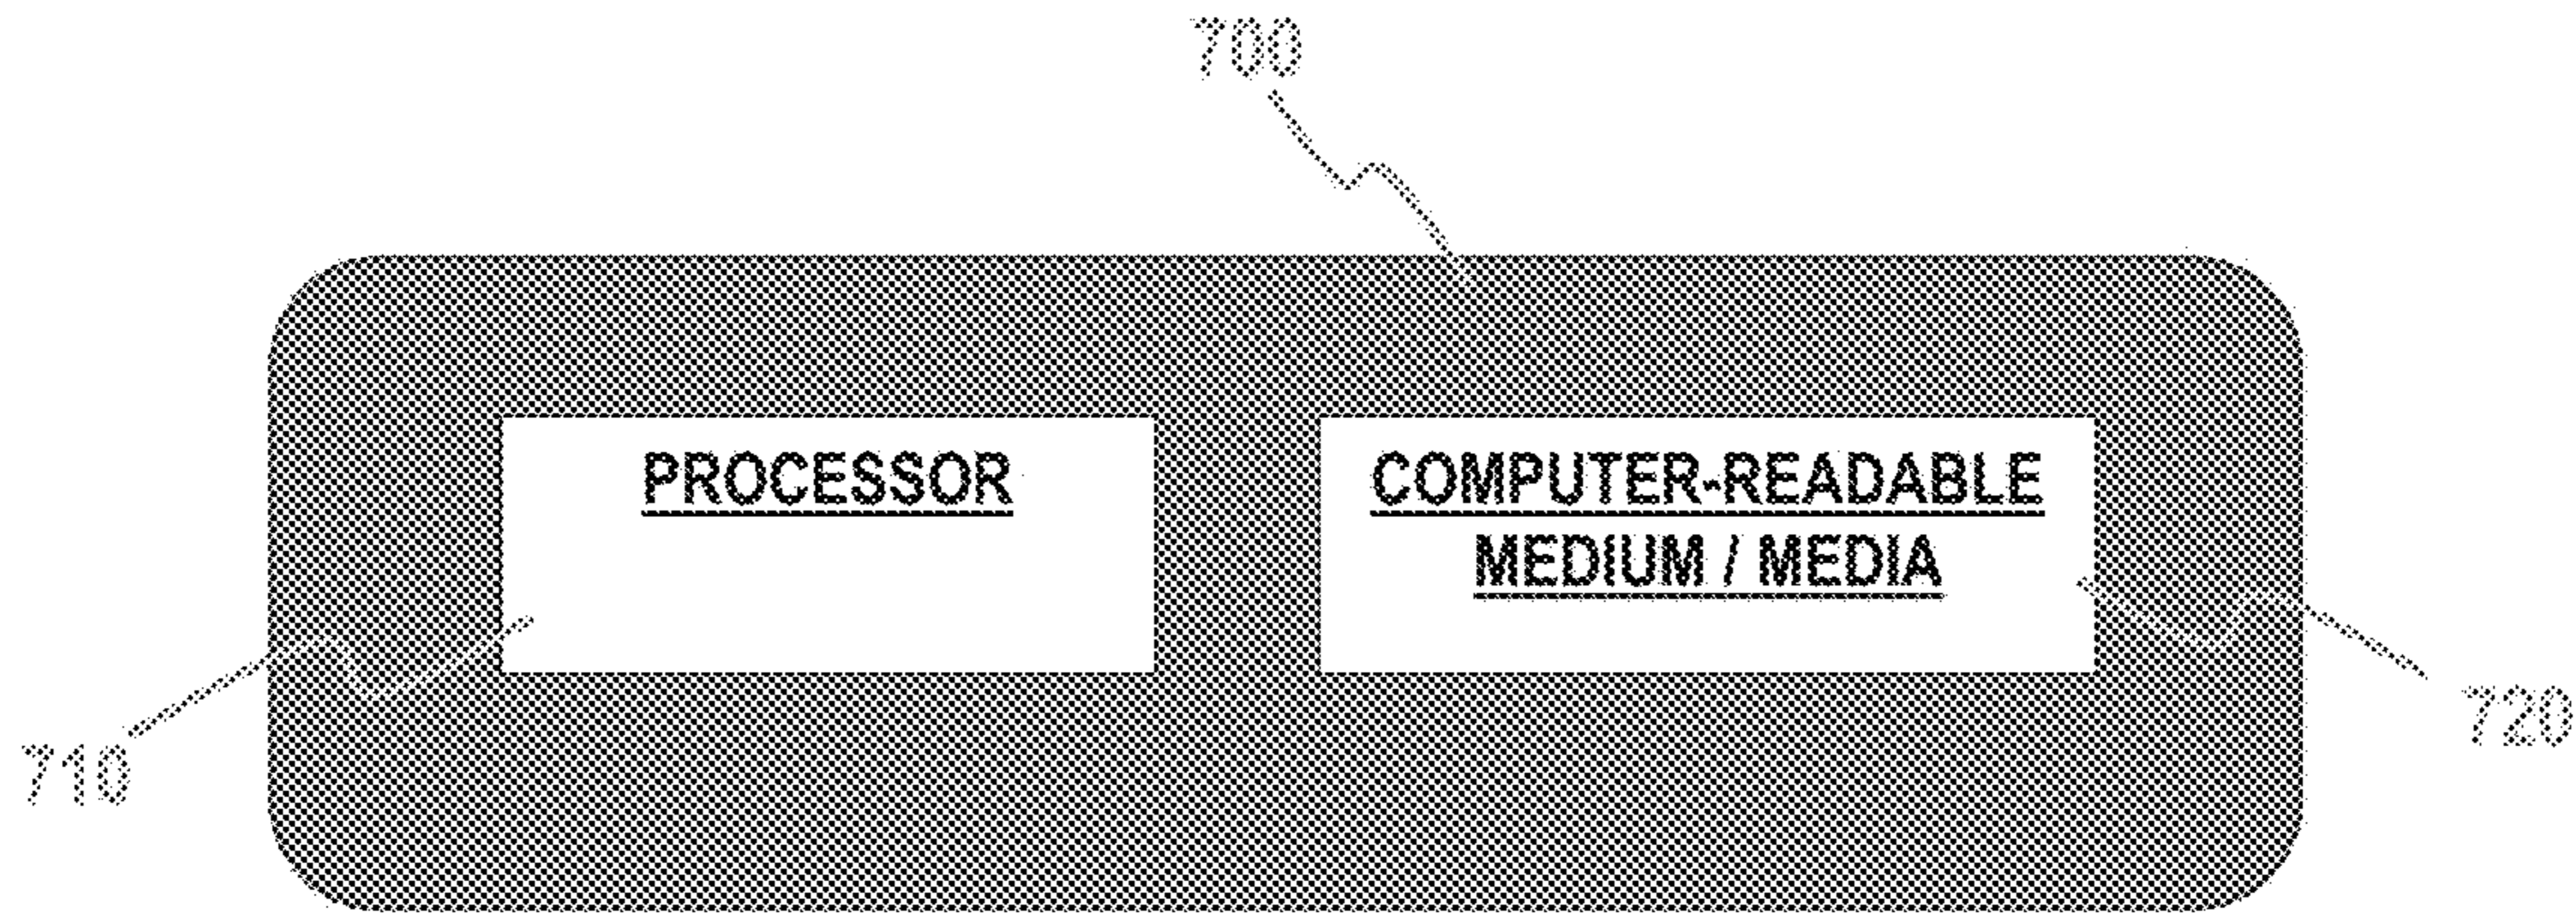 700
PROCESSOR
COMPUTER-READABLE
MEDIUM / MEDIA
710
720